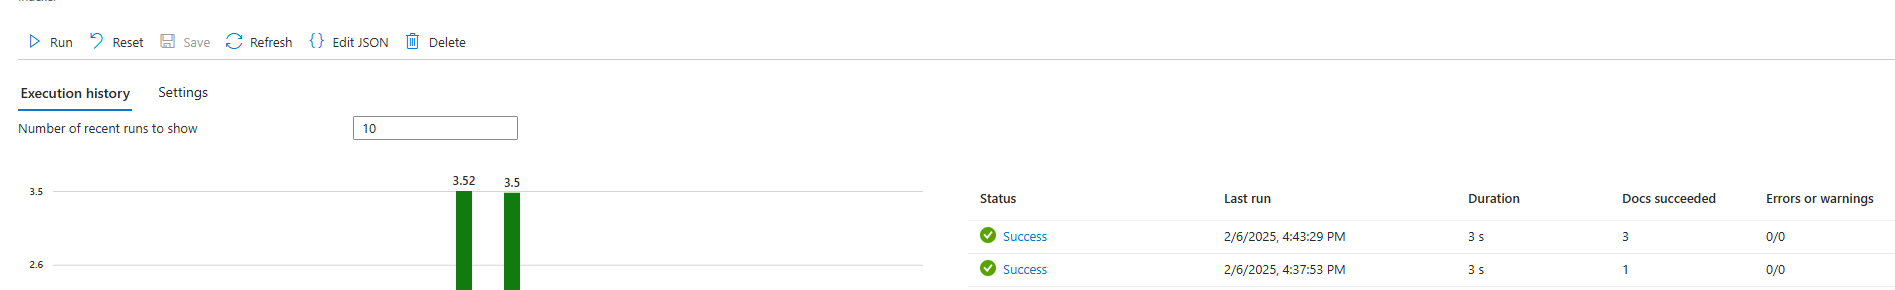 Run Reset Save Refresh {} Edit JSON Delete
Execution history Settings
Number of recent runs to show 10
3.52 3.5
3.5
2.6
Status Last run Duration Docs succeeded Errors or warnings
Success 2/6/2025, 4:43:29 PM 3 s 3 0/0
Success 2/6/2025, 4:37:53 PM 3 s 1 0/0